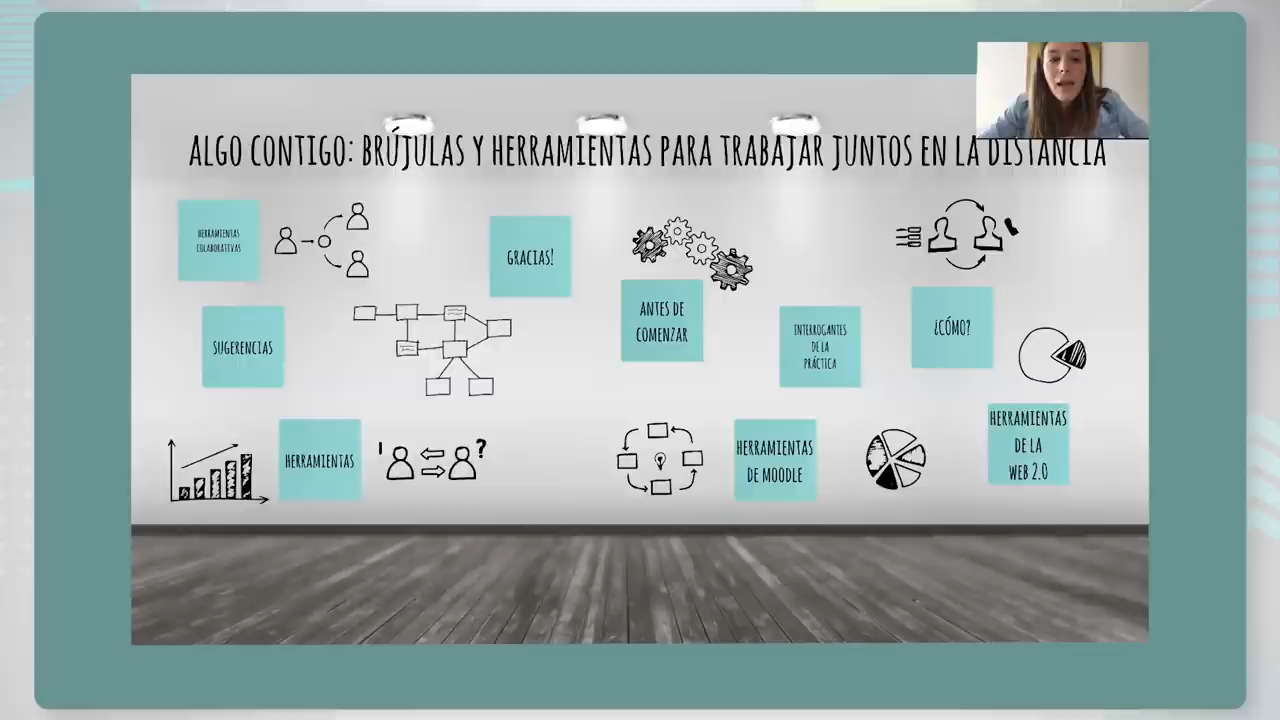 ALGO CONTIGO: BRÚJULAS Y HERRAMIENTAS PARA TRABAJAR JUNTOS EN LA DISTANCIA
HERRAMIENTAS
COLABORATIVAS
GRACIAS!
ANTES DE
COMENZAR
INTERROGANTES
DE LA
PRÁCTICA
¿CÓMO?
SUGERENCIAS
HERRAMIENTAS
?
HERRAMIENTAS
DE MOODLE
HERRAMIENTAS
DE LA
WEB 2.0